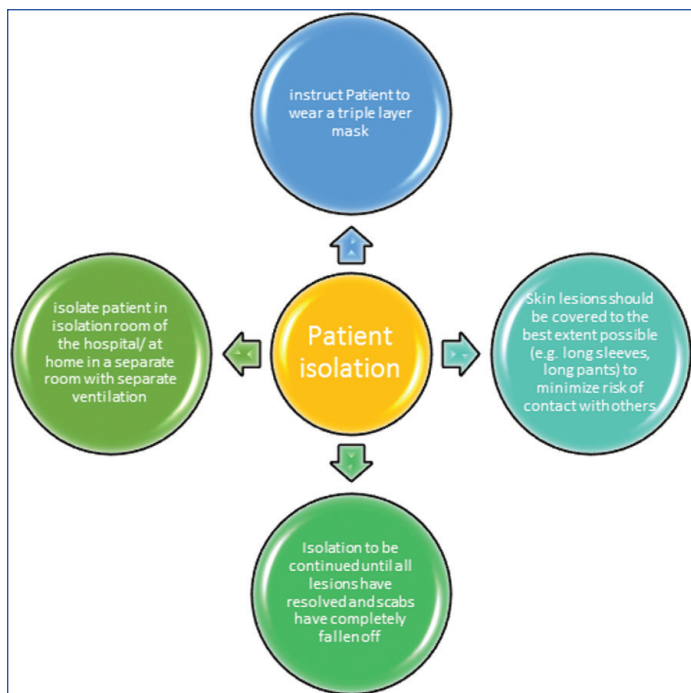 instruct Patient to
wear a triple layer
mask
isolate patient in
isolation room of
the hospital/ at
home in a separate
room with separate
ventilation
Patient
isolation
Skin lesions should
be covered to the
best extent possible
(e.g. long sleeves,
long pants) to
minimize risk of
contact with others
Isolation to be
continued until all
lesions have
resolved and scabs
have completely
fallen off